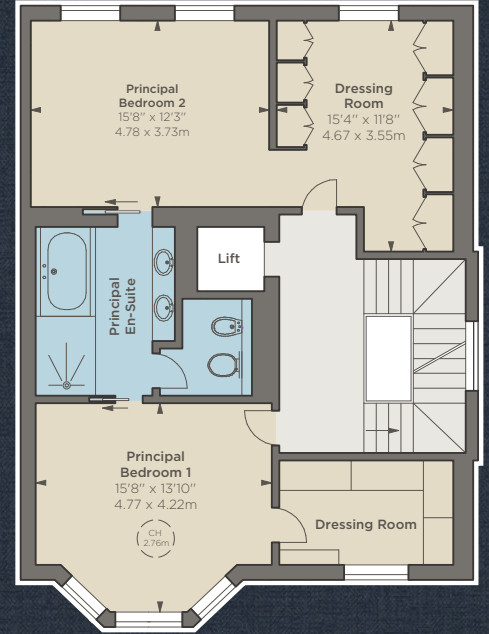 Principal
Bedroom 2
15'8" x 12'3"
4.78 x 3.73m
Dressing
Room
15'4" x 11'8"
4.67 x 3.55m
Lift
Principal
En-Suite
Principal
Bedroom 1
15'8" x 13'10"
4.77 x 4.22m
CH
2.76m
Dressing Room